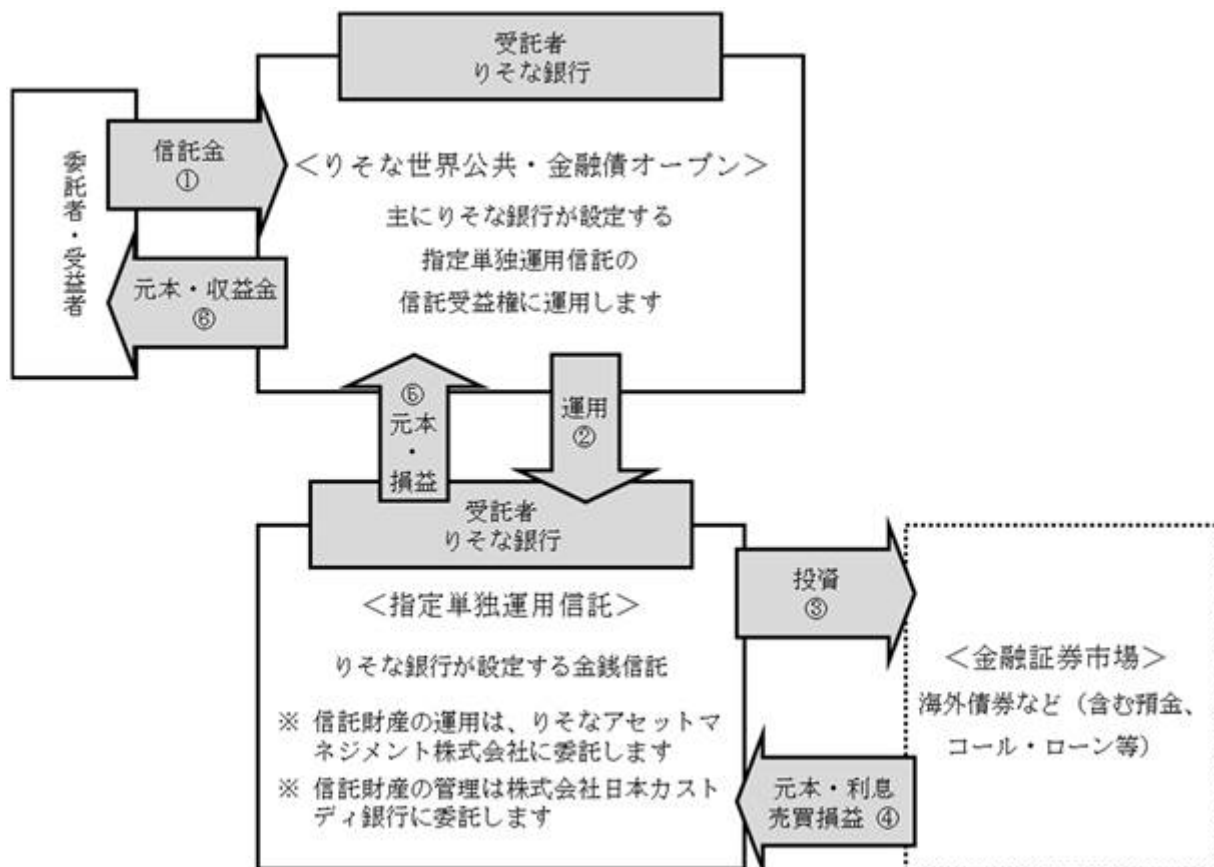 受託者
りそな銀行
委託者・受益者
信託金
①
＜りそな世界公共・金融債オープン＞
主にりそな銀行が設定する
指定単独運用信託の
信託受益権に運用します
元本・収益金
⑥
⑤
元本
・
損益
運用
②
受託者
りそな銀行
＜指定単独運用信託＞
りそな銀行が設定する金銭信託
※ 信託財産の運用は、りそなアセットマ
ネジメント株式会社に委託します
※ 信託財産の管理は株式会社日本カスト
ディ銀行に委託します
投資
③
＜金融証券市場＞
海外債券など（含む預金、
コール・ローン等）
元本・利息
売買損益 ④